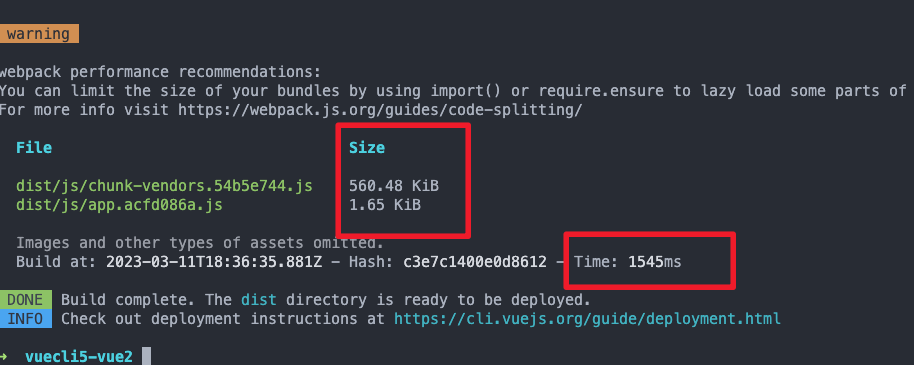 warning
webpack performance recommendations:
You can limit the size of your bundles by using import() or require.ensure to lazy load some parts of
For more info visit https://webpack.js.org/guides/code-splitting/
File Size
dist/js/chunk-vendors.54b5e744.js 560.48 KiB
dist/js/app.acfd086a.js 1.65 KiB
Images and other types of assets omitted.
Build at: 2023-03-11T18:36:35.881Z - Hash: c3e7c1400e0d8612 - Time: 1545ms
DONE Build complete. The dist directory is ready to be deployed.
INFO Check out deployment instructions at https://cli.vuejs.org/guide/deployment.html
➜ vuecli5-vue2